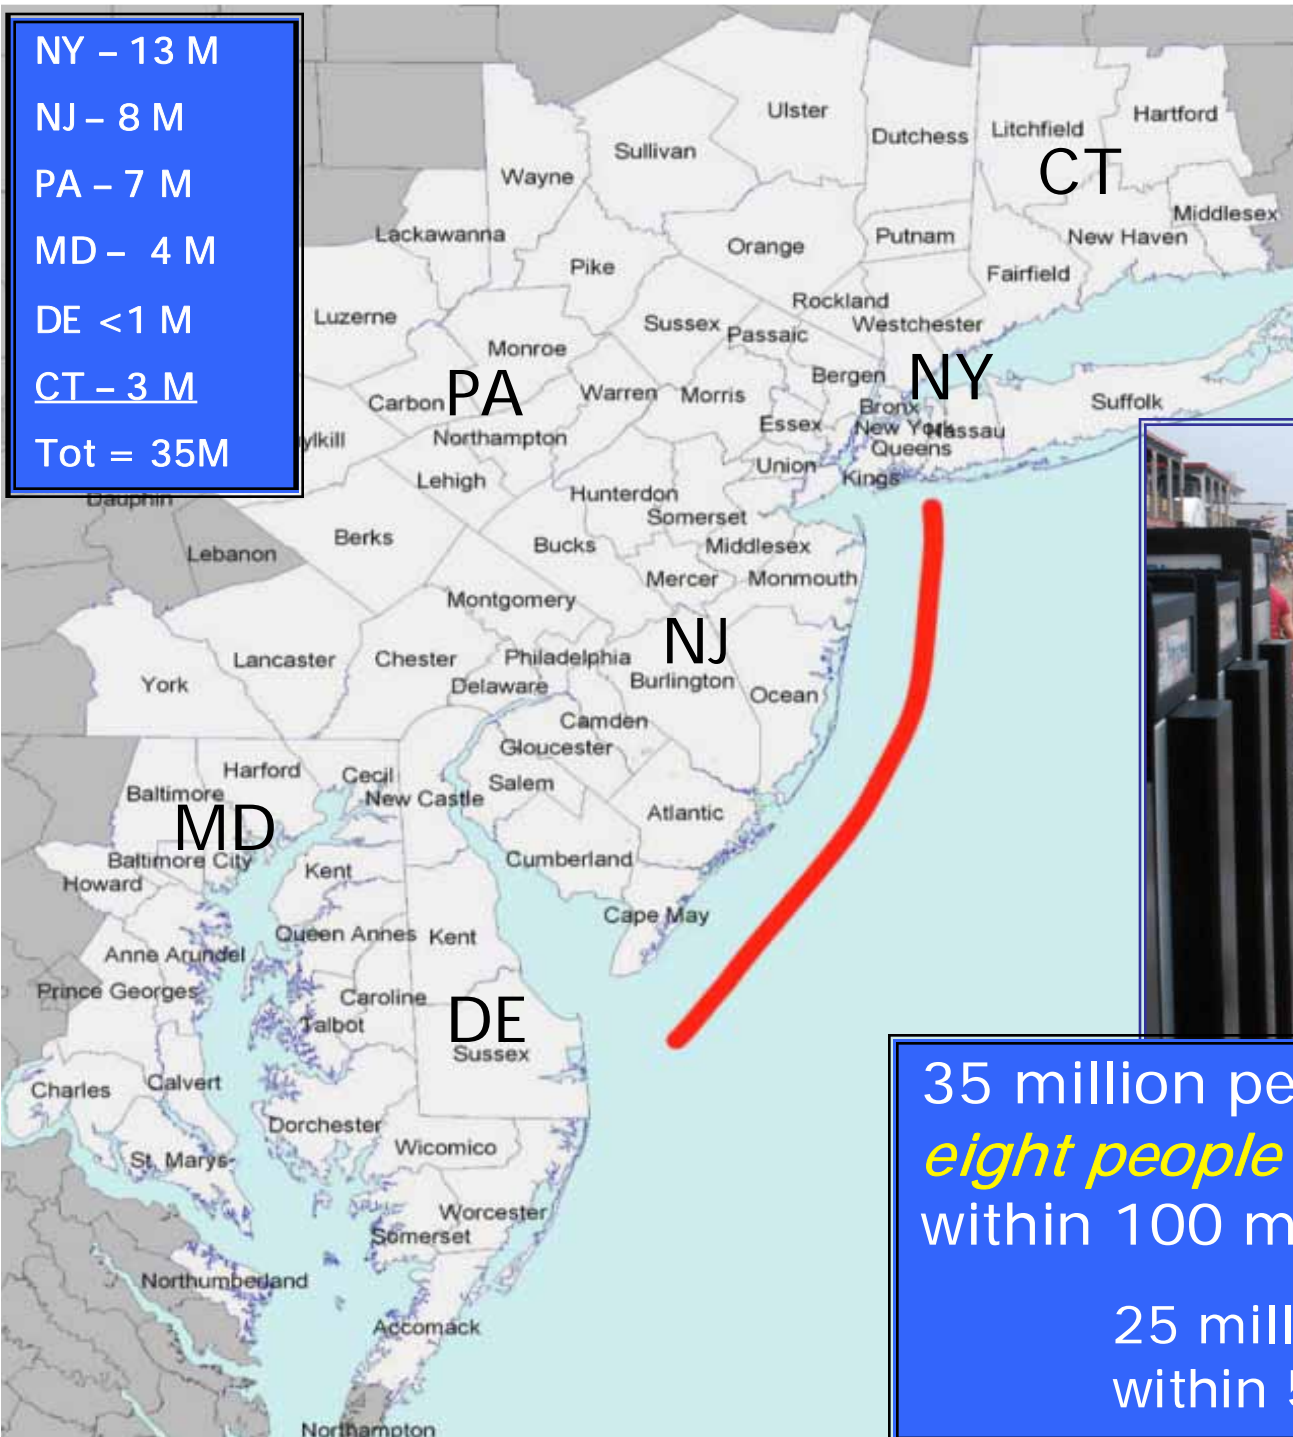 NY – 13 M
NJ – 8 M
PA – 7 M
MD – 4 M
DE <1 M
CT – 3 M
Tot = 35M
Ulster
Dutchess
Litchfield
Hartford
Sullivan
CT
Wayne
Middlesex
Lackawanna
Orange
Putnam
New Haven
Pike
Fairfield
Rockland
Luzerne
Sussex
Passaic
Westchester
Monroe
Bergen
NY
PA
Carbon
Warren
Morris
Bronx
Suffolk
Essex
New York
Nassau
ylkill
Northampton
Queens
Union
Lehigh
Kings
Dauphin
Hunterdon
Somerset
Berks
Lebanon
Bucks
Middlesex
Mercer
Monmouth
Montgomery
NJ
Lancaster
Chester
Philadelphia
York
Delaware
Burlington
Ocean
Camden
Gloucester
Harford
Cecil
Salem
Baltimore
New Castle
Atlantic
MD
Baltimore City
Cumberland
Kent
Howard
Cape May
Queen Annes
Kent
Anne Arundel
Prince Georges
Caroline
Talbot
DE
Sussex
Charles
Calvert
Dorchester
Wicomico
St. Marys
Worcester
Somerset
Northumberland
Accomack
Northampton
35 million pe
eight people
within 100 m
25 mill
within 5